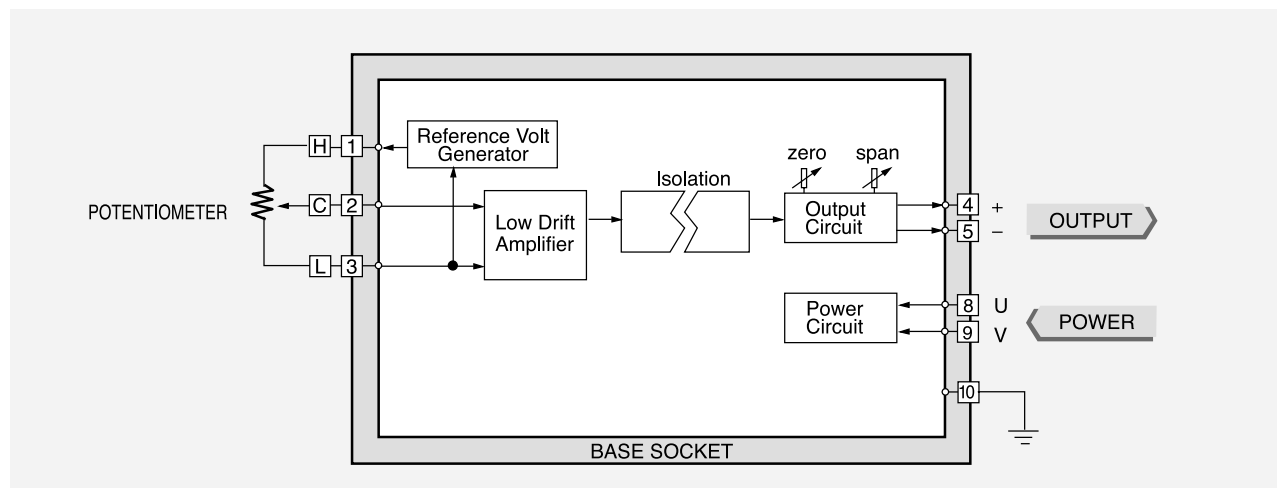 Reference Volt
Generator
H 1
zero span
Isolation
POTENTIOMETER
C 2
Low Drift
Amplifier
Output
Circuit
4 +
5 −
OUTPUT
L 3
Power
Circuit
8 U
9 V
POWER
10
BASE SOCKET